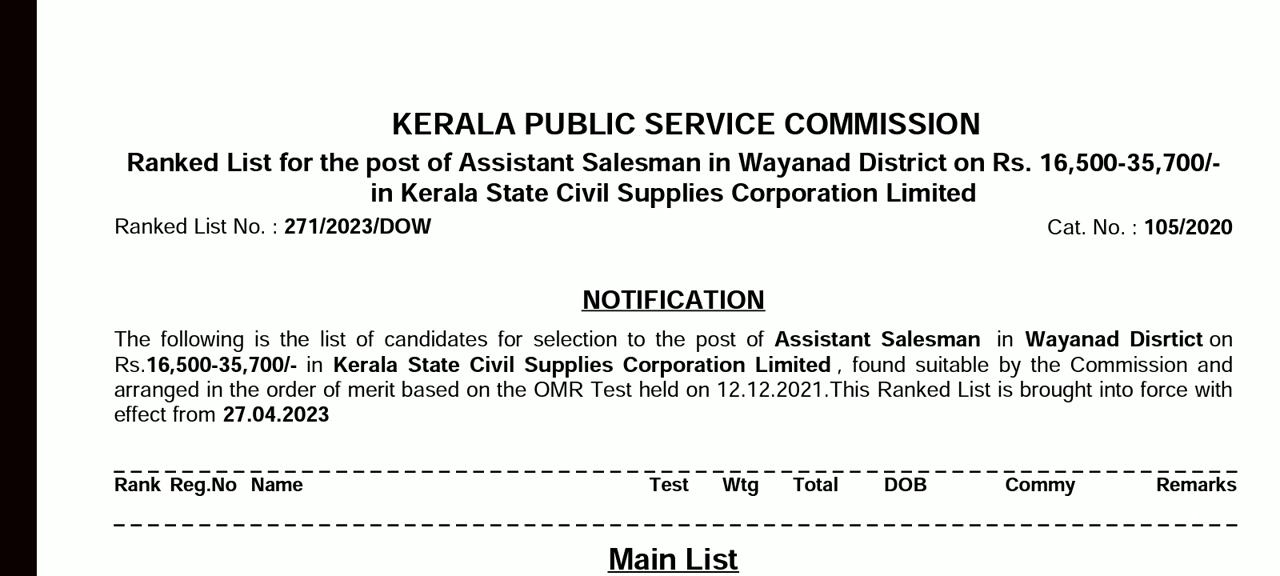 KERALA PUBLIC SERVICE COMMISSION
Ranked List for the post of Assistant Salesman in Wayanad District on Rs. 16,500-35,700/-
in Kerala State Civil Supplies Corporation Limited
Ranked List No. : 271/2023/DOW Cat. No. : 105/2020
NOTIFICATION
The following is the list of candidates for selection to the post of Assistant Salesman in Wayanad Disrtict on
Rs.16,500-35,700/- in Kerala State Civil Supplies Corporation Limited , found suitable by the Commission and
arranged in the order of merit based on the OMR Test held on 12.12.2021.This Ranked List is brought into force with
effect from 27.04.2023
Rank Reg.No Name Test Wtg Total DOB Commy Remarks
Main List